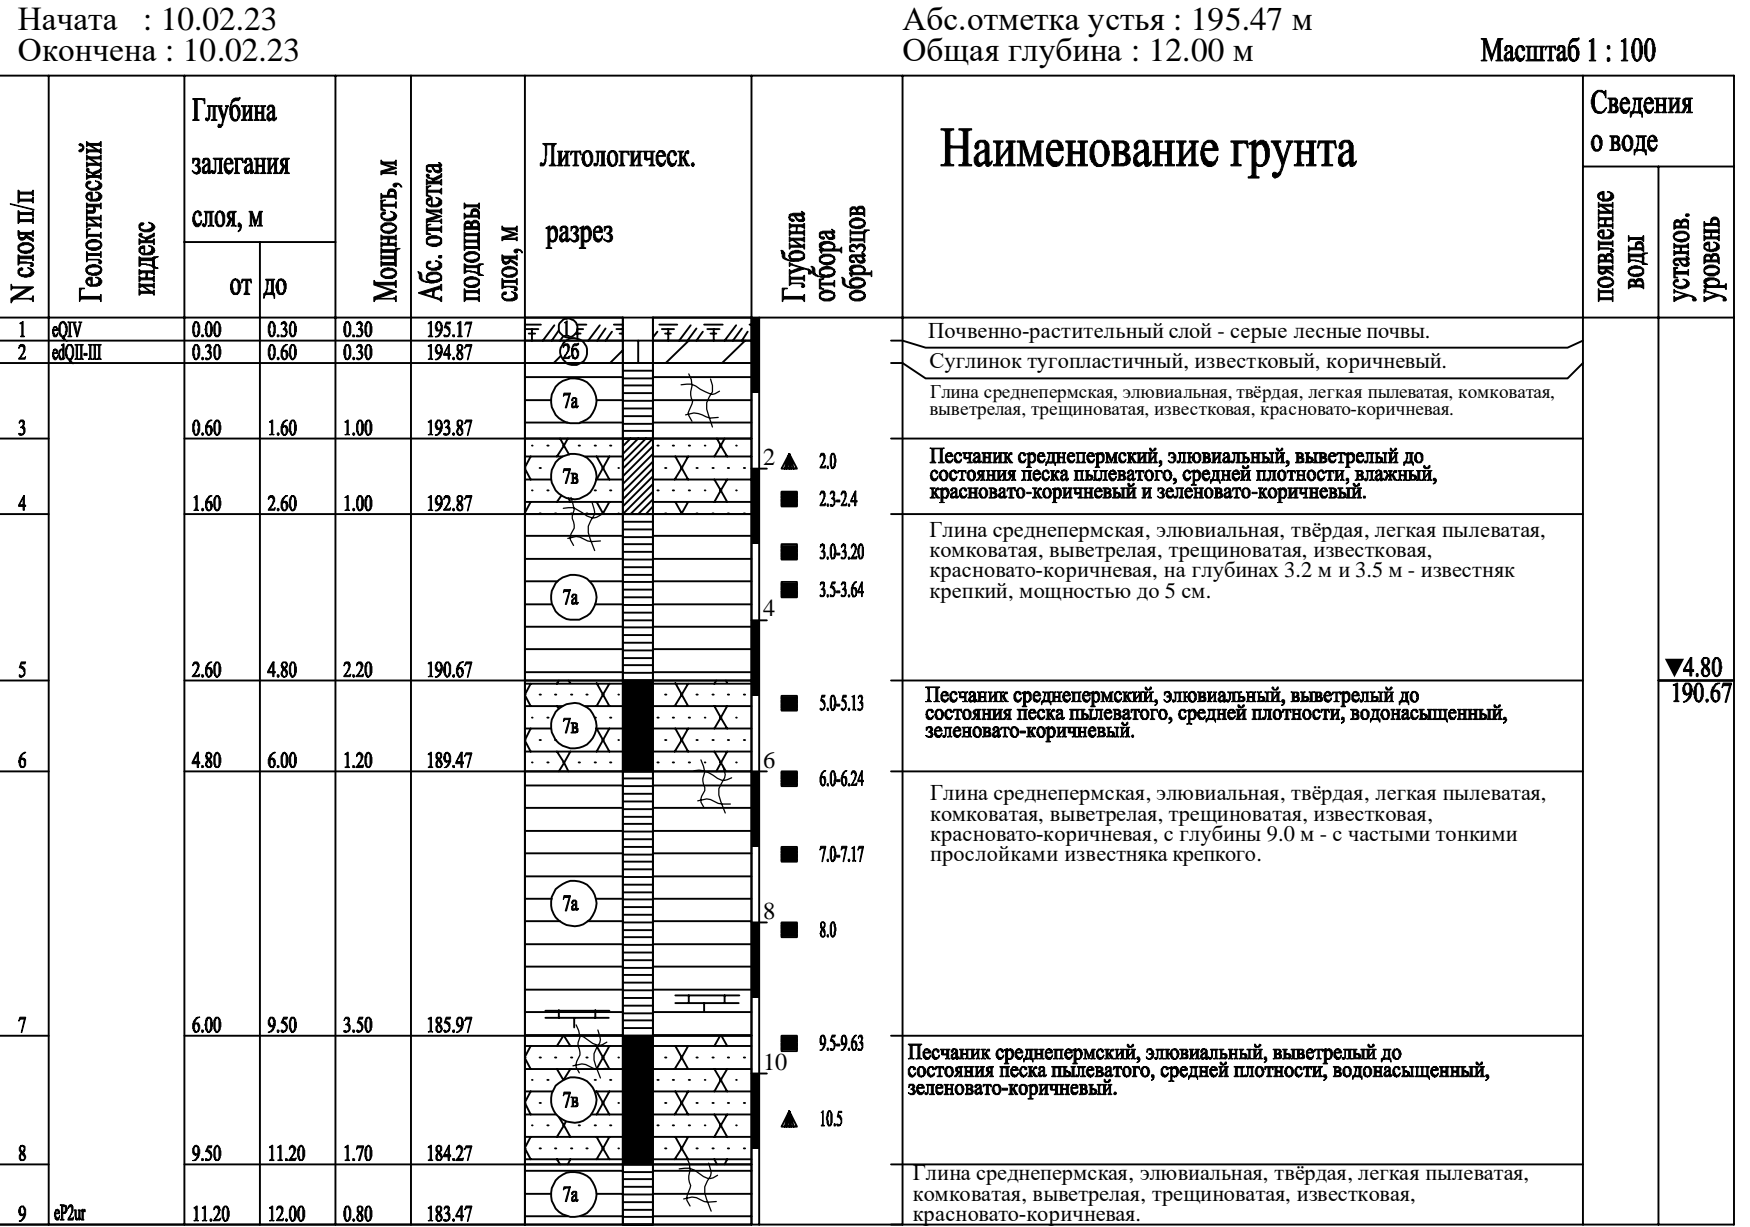 Начата : 10.02.23
Окончена : 10.02.23
Абс.отметка устья : 195.47 м
Общая глубина : 12.00 м
Масштаб 1 : 100
N слоя п/п
Геологический
индекс
Глубина
залегания
слоя, м
от до
Мощность, м
Абс. отметка
подошвы
слоя, м
Литологическ.
разрез
Глубина
отбора
образцов
Наименование грунта
Сведения
о воде
появление
воды
установ.
уровень
1 eQIV 0.00 0.30 0.30 195.17 1 Почвенно-растительный слой - серые лесные почвы.
2 edQII-III 0.30 0.60 0.30 194.87 2б Суглинок тугопластичный, известковый, коричневый.
7а
Глина среднепермская, элювиальная, твёрдая, легкая пылеватая, комковатая,
выветрелая, трещиноватая, известковая, красновато-коричневая.
3 0.60 1.60 1.00 193.87
2 ▲ 2.0
7в
Песчаник среднепермский, элювиальный, выветрелый до
состояния песка пылеватого, средней плотности, влажный,
красновато-коричневый и зеленовато-коричневый.
■ 2.3-2.4
4 1.60 2.60 1.00 192.87
Глина среднепермская, элювиальная, твёрдая, легкая пылеватая,
комковатая, выветрелая, трещиноватая, известковая,
красновато-коричневая, на глубинах 3.2 м и 3.5 м - известняк
крепкий, мощностью до 5 см.
■ 3.0-3.20
■ 3.5-3.64
7а
4
5 2.60 4.80 2.20 190.67
▼4.80
190.67
Песчаник среднепермский, элювиальный, выветрелый до
состояния песка пылеватого, средней плотности, водонасыщенный,
зеленовато-коричневый.
■ 5.0-5.13
7в
6 4.80 6.00 1.20 189.47
6
■ 6.0-6.24
Глина среднепермская, элювиальная, твёрдая, легкая пылеватая,
комковатая, выветрелая, трещиноватая, известковая,
красновато-коричневая, с глубины 9.0 м - с частыми тонкими
прослойками известняка крепкого.
■ 7.0-7.17
7а
8
■ 8.0
7 6.00 9.50 3.50 185.97
■ 9.5-9.63
10
Песчаник среднепермский, элювиальный, выветрелый до
состояния песка пылеватого, средней плотности, водонасыщенный,
зеленовато-коричневый.
7в
▲ 10.5
8 9.50 11.20 1.70 184.27
Глина среднепермская, элювиальная, твёрдая, легкая пылеватая,
комковатая, выветрелая, трещиноватая, известковая,
красновато-коричневая.
7а
9 eP2ur 11.20 12.00 0.80 183.47